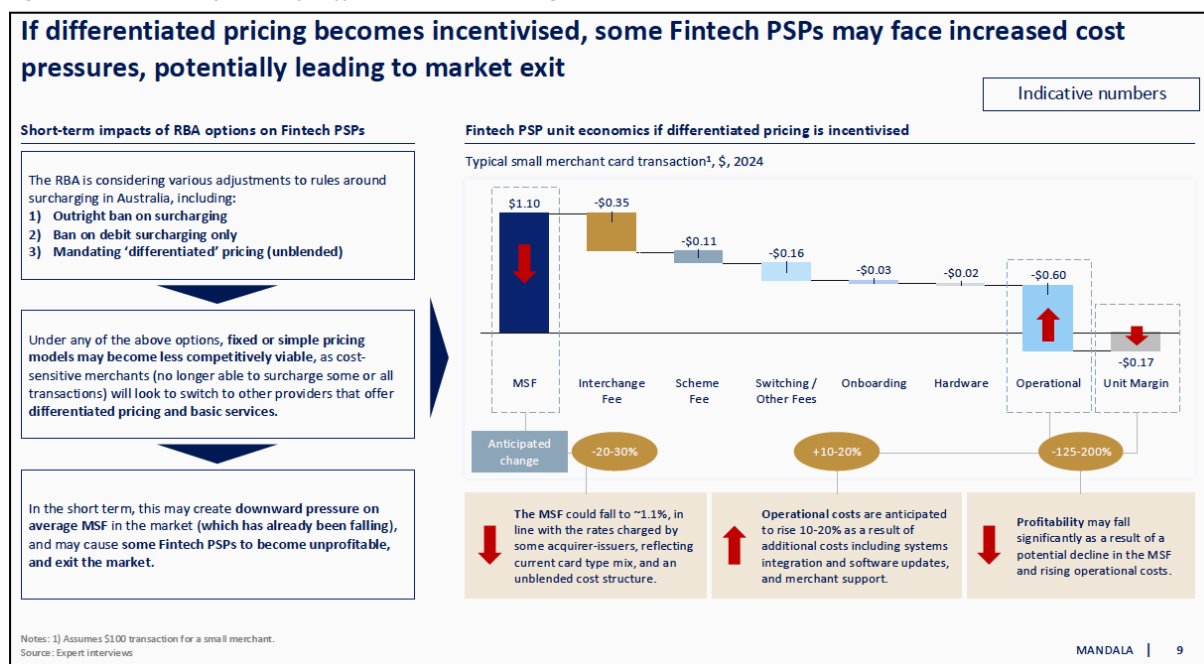 If differentiated pricing becomes incentivised, some Fintech PSPs may face increased cost
pressures, potentially leading to market exit
Indicative numbers
Short-term impacts of RBA options on Fintech PSPs
The RBA is considering various adjustments to rules around
surcharging in Australia, including:
1) Outright ban on surcharging
2) Ban on debit surcharging only
3) Mandating ‘differentiated’ pricing (unblended)
Under any of the above options, fixed or simple pricing
models may become less competitively viable, as cost-
sensitive merchants (no longer able to surcharge some or all
transactions) will look to switch to other providers that offer
differentiated pricing and basic services.
In the short term, this may create downward pressure on
average MSF in the market (which has already been falling),
and may cause some Fintech PSPs to become unprofitable,
and exit the market.
Fintech PSP unit economics if differentiated pricing is incentivised
Typical small merchant card transaction¹, $, 2024
$1.10
-$0.35
-$0.11
-$0.16
-$0.03
-$0.02
-$0.60
-$0.17
MSF
Interchange
Fee
Scheme
Fee
Switching /
Other Fees
Onboarding
Hardware
Operational
Unit Margin
Anticipated
change
-20-30%
+10-20%
-125-200%
The MSF could fall to ~1.1%, in
line with the rates charged by
some acquirer-issuers, reflecting
current card type mix, and an
unblended cost structure.
Operational costs are anticipated
to rise 10-20% as a result of
additional costs including systems
integration and software updates,
and merchant support.
Profitability may fall
significantly as a result of a
potential decline in the MSF
and rising operational costs.
Notes: 1) Assumes $100 transaction for a small merchant.
Source: Expert interviews
MANDALA | 9